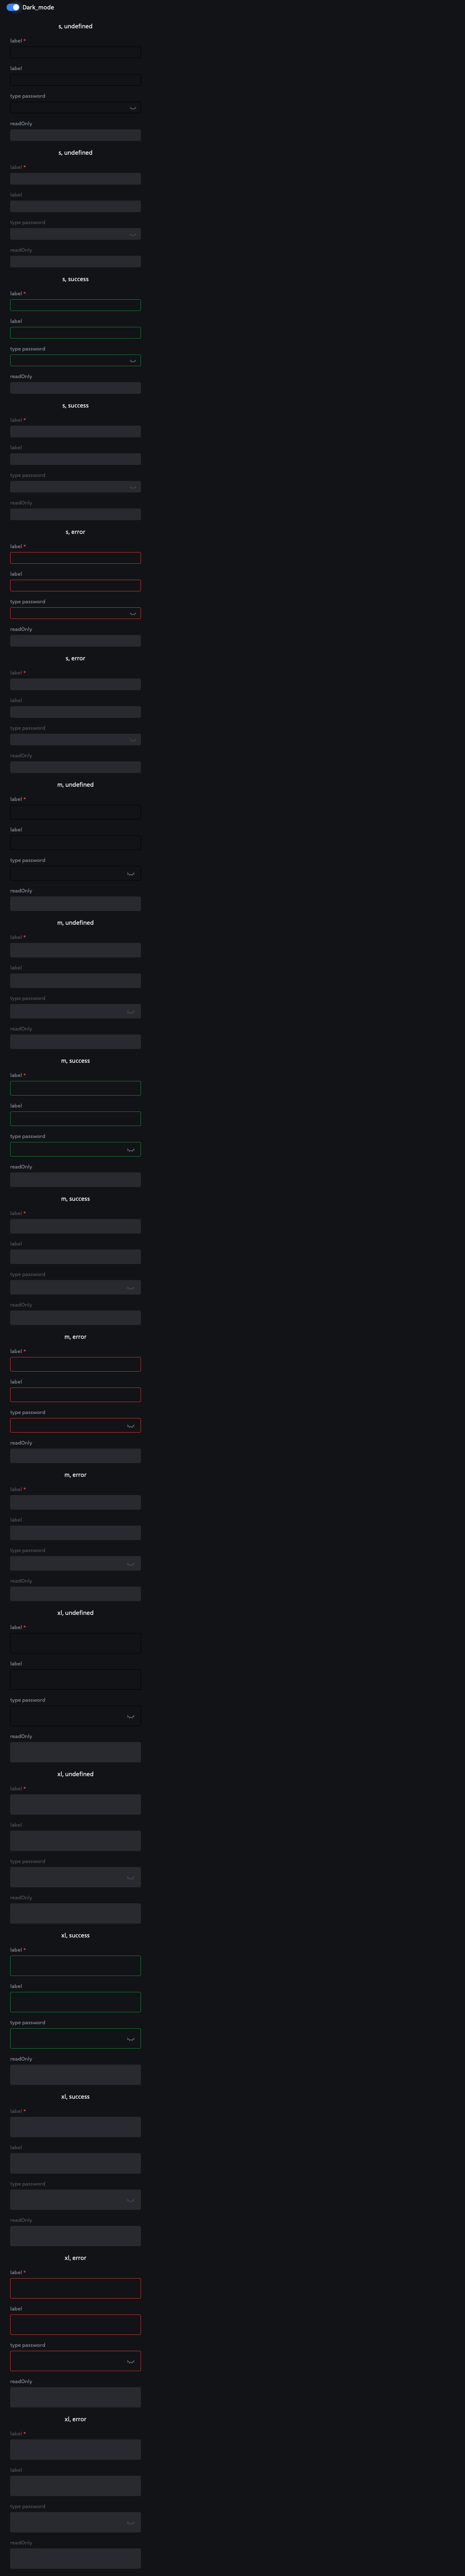 Dark_mode
s, undefined
label *
label
type password
readOnly
s, undefined
label *
label
type password
readOnly
s, success
label *
label
type password
readOnly
s, success
label *
label
type password
readOnly
s, error
label *
label
type password
readOnly
s, error
label *
label
type password
readOnly
m, undefined
label *
label
type password
readOnly
m, undefined
label *
label
type password
readOnly
m, success
label *
label
type password
readOnly
m, success
label *
label
type password
readOnly
m, error
label *
label
type password
readOnly
m, error
label *
label
type password
readOnly
xl, undefined
label *
label
type password
readOnly
xl, undefined
label *
label
type password
readOnly
xl, success
label *
label
type password
readOnly
xl, success
label *
label
type password
readOnly
xl, error
label *
label
type password
readOnly
xl, error
label *
label
type password
readOnly